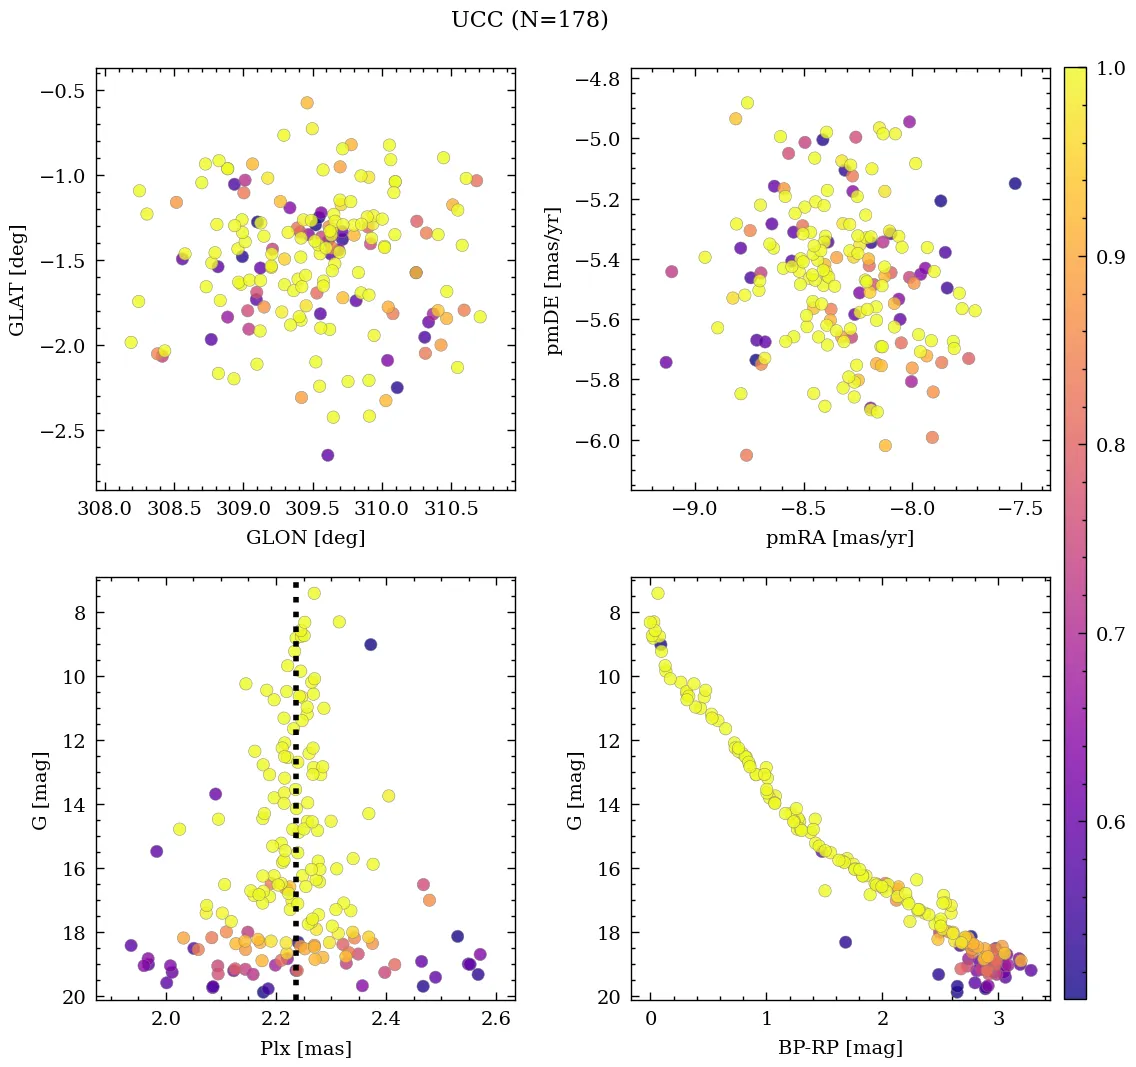 UCC (N=178)
−0.5
−1.0
−1.5
−2.0
−2.5
GLAT [deg]
308.0 308.5 309.0 309.5 310.0 310.5
GLON [deg]
−4.8
−5.0
−5.2
−5.4
−5.6
−5.8
−6.0
pmDE [mas/yr]
−9.0 −8.5 −8.0 −7.5
pmRA [mas/yr]
1.0
0.9
0.8
0.7
0.6
8
10
12
14
16
18
20
G [mag]
2.0 2.2 2.4 2.6
Plx [mas]
8
10
12
14
16
18
20
G [mag]
0 1 2 3
BP-RP [mag]